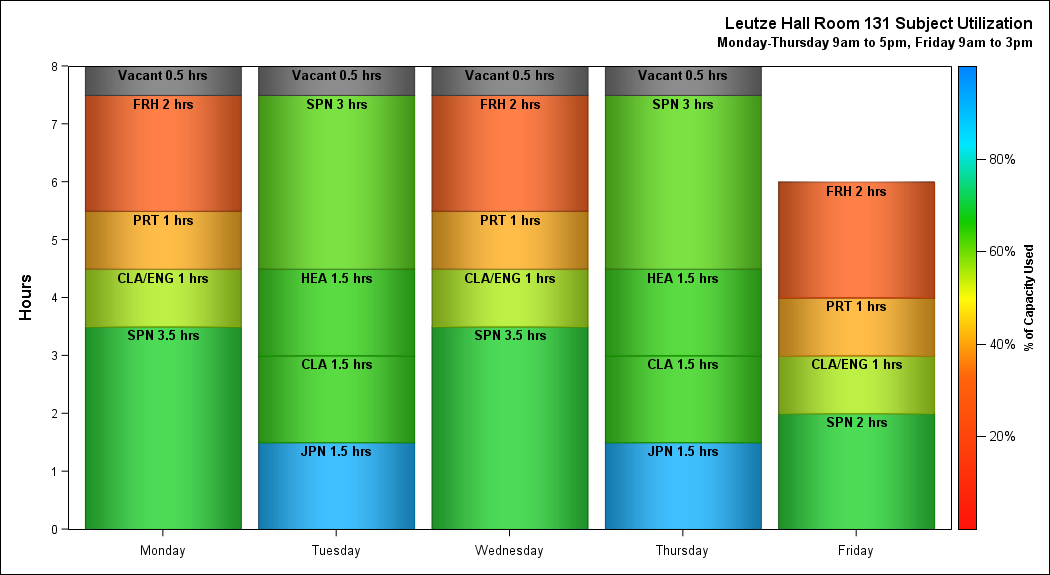 Leutze Hall Room 131 Subject Utilization
Monday-Thursday 9am to 5pm, Friday 9am to 3pm
Hours
8
7
6
5
4
3
2
1
0
Vacant 0.5 hrs
FRH 2 hrs
PRT 1 hrs
CLA/ENG 1 hrs
SPN 3.5 hrs
Monday
Vacant 0.5 hrs
SPN 3 hrs
HEA 1.5 hrs
CLA 1.5 hrs
JPN 1.5 hrs
Tuesday
Vacant 0.5 hrs
FRH 2 hrs
PRT 1 hrs
CLA/ENG 1 hrs
SPN 3.5 hrs
Wednesday
Vacant 0.5 hrs
SPN 3 hrs
HEA 1.5 hrs
CLA 1.5 hrs
JPN 1.5 hrs
Thursday
FRH 2 hrs
PRT 1 hrs
CLA/ENG 1 hrs
SPN 2 hrs
Friday
80%
60%
40%
20%
% of Capacity Used